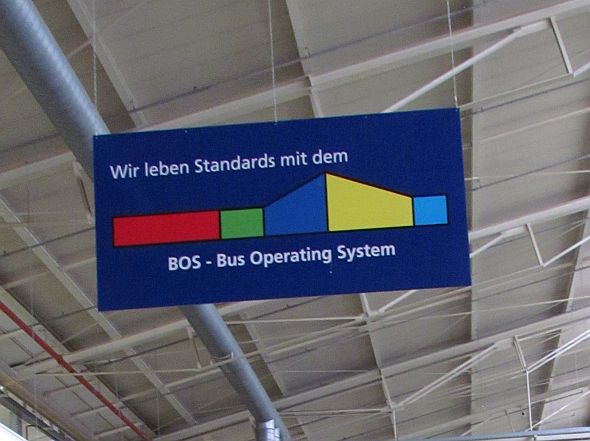 Wir leben Standards mit dem
BOS - Bus Operating System